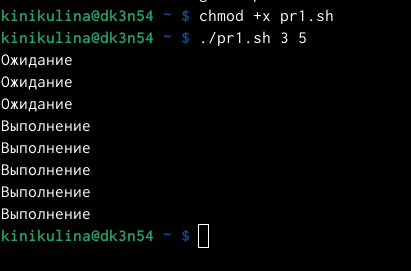 kinikulina@dk3n54 ~ $ chmod +x pr1.sh
kinikulina@dk3n54 ~ $ ./pr1.sh 3 5
Ожидание
Ожидание
Ожидание
Выполнение
Выполнение
Выполнение
Выполнение
Выполнение
kinikulina@dk3n54 ~ $